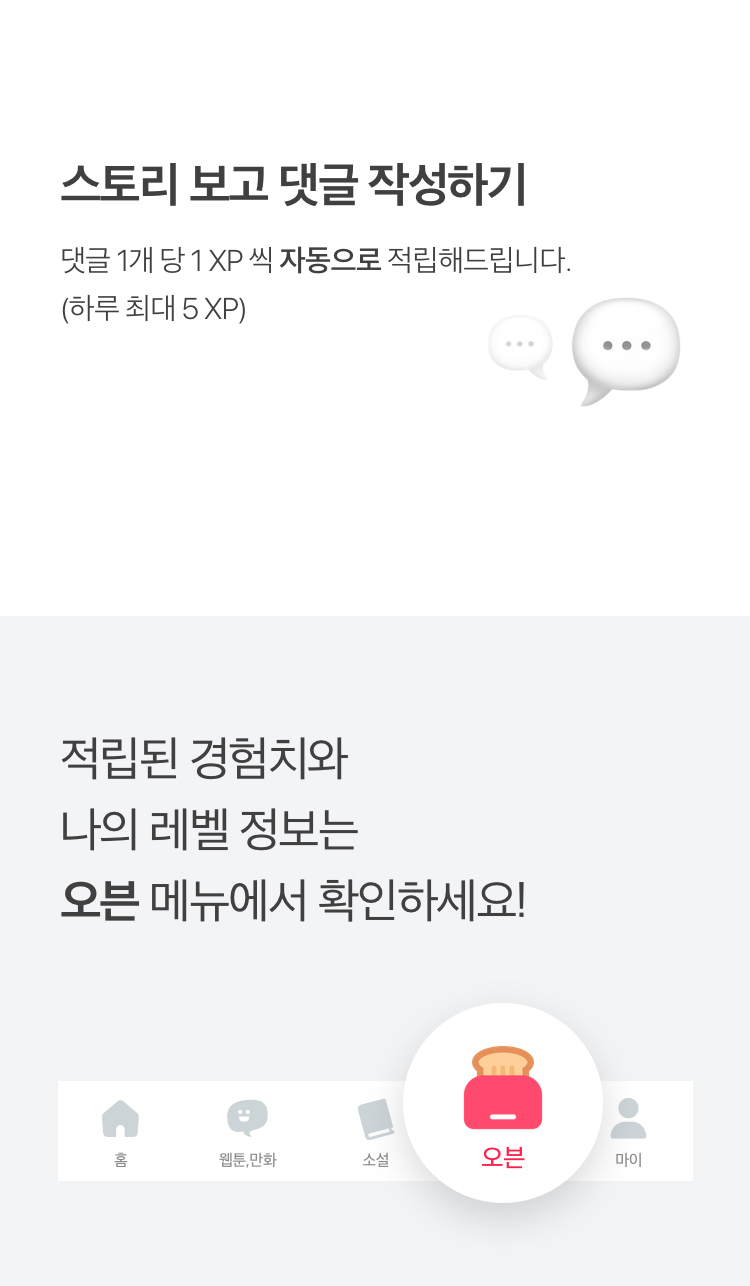 스토리 보고 댓글 작성하기
댓글 1개 당 1 XP 씩 자동으로 적립해드립니다.
(하루 최대 5 XP)
적립된 경험치와
나의 레벨 정보는
오븐 메뉴에서 확인하세요!
홈
웹툰,만화
소설
오븐
마이